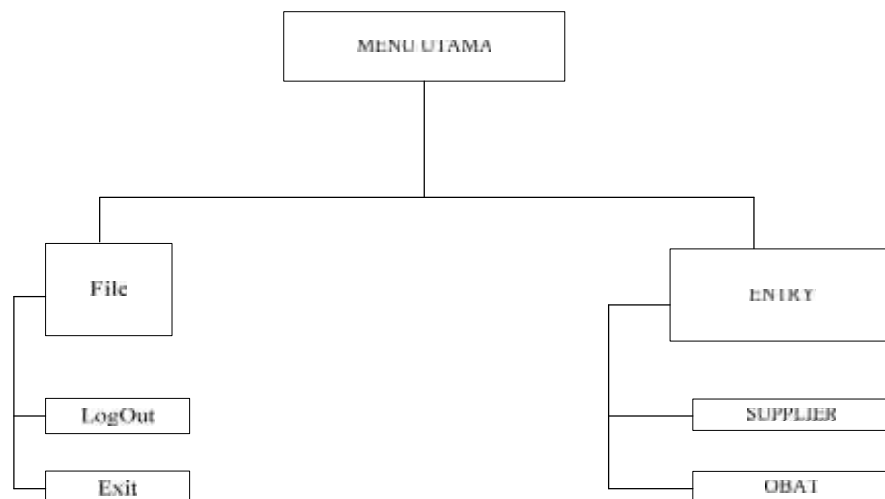 MENU UTAMA
File
ENTRY
LogOut
SUPPLIER
Exit
OBAT